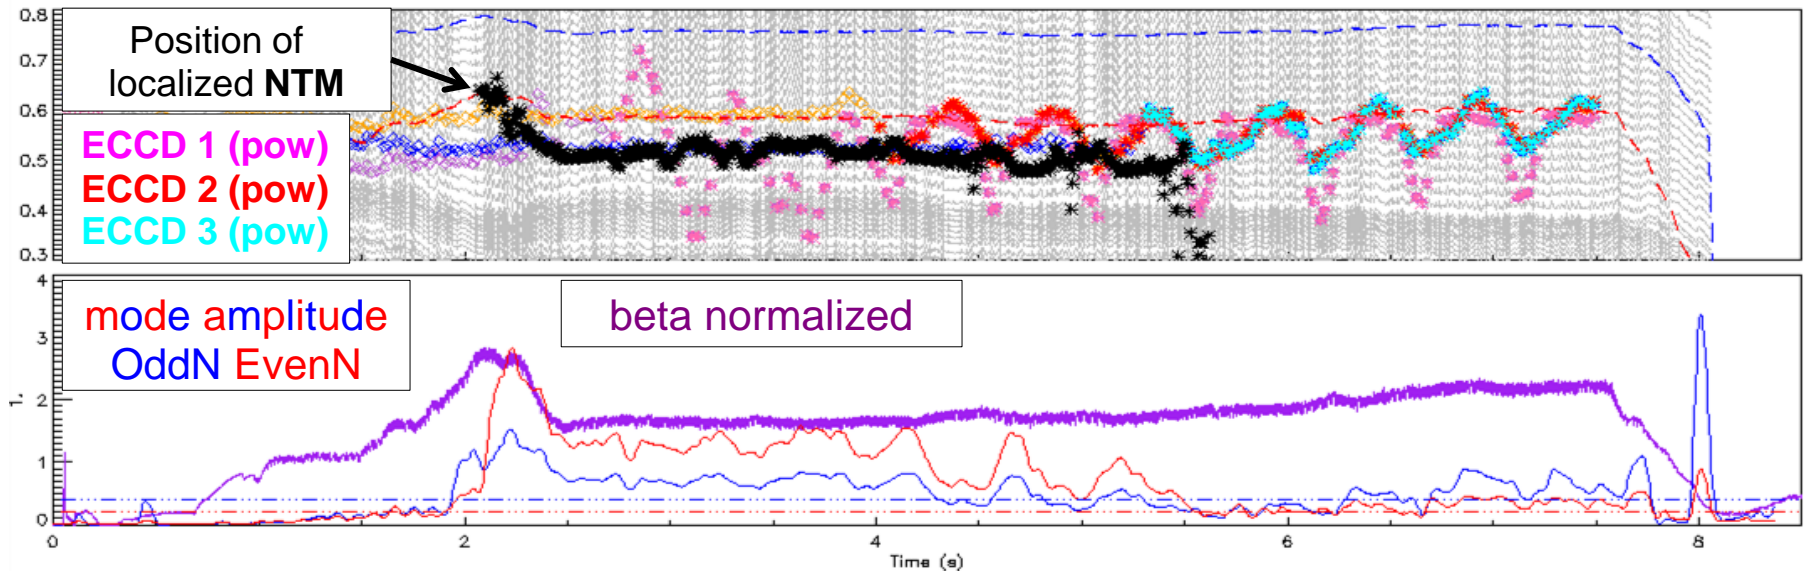 0.8
0.7
0.6
0.5
0.4
0.3
Position of
localized NTM
ECCD 1 (pow)
ECCD 2 (pow)
ECCD 3 (pow)
4
3
2
1
0
1.
mode amplitude
OddN EvenN
beta normalized
0 2 4 6 8
Time (s)